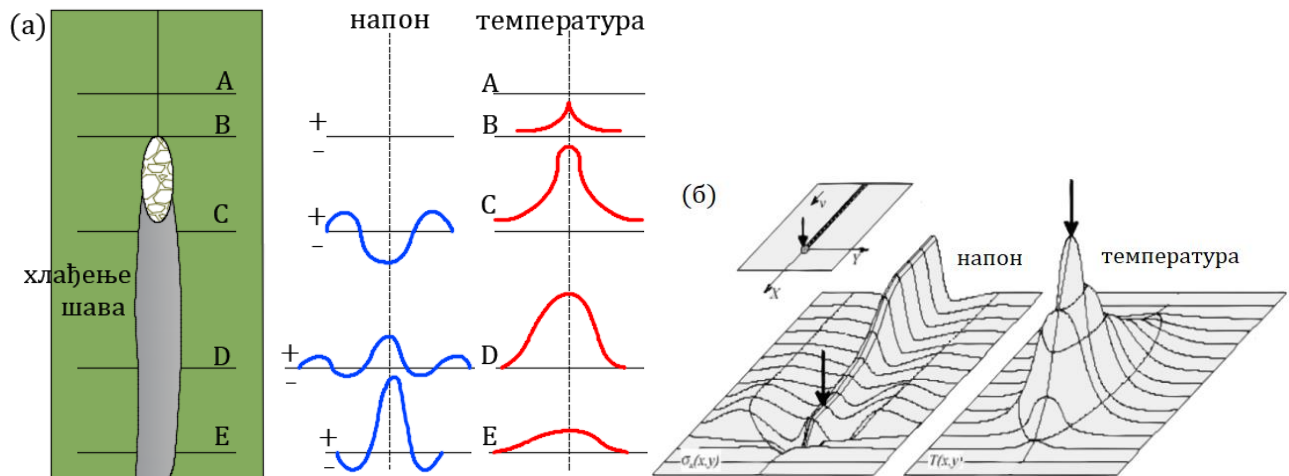 (а)
напон
температура
A
B
C
хлађење
шава
D
E
+
–
+
–
+
–
+
–
A
B
C
D
E
(б)
v
Y
X
напон
температура
T(x,y)